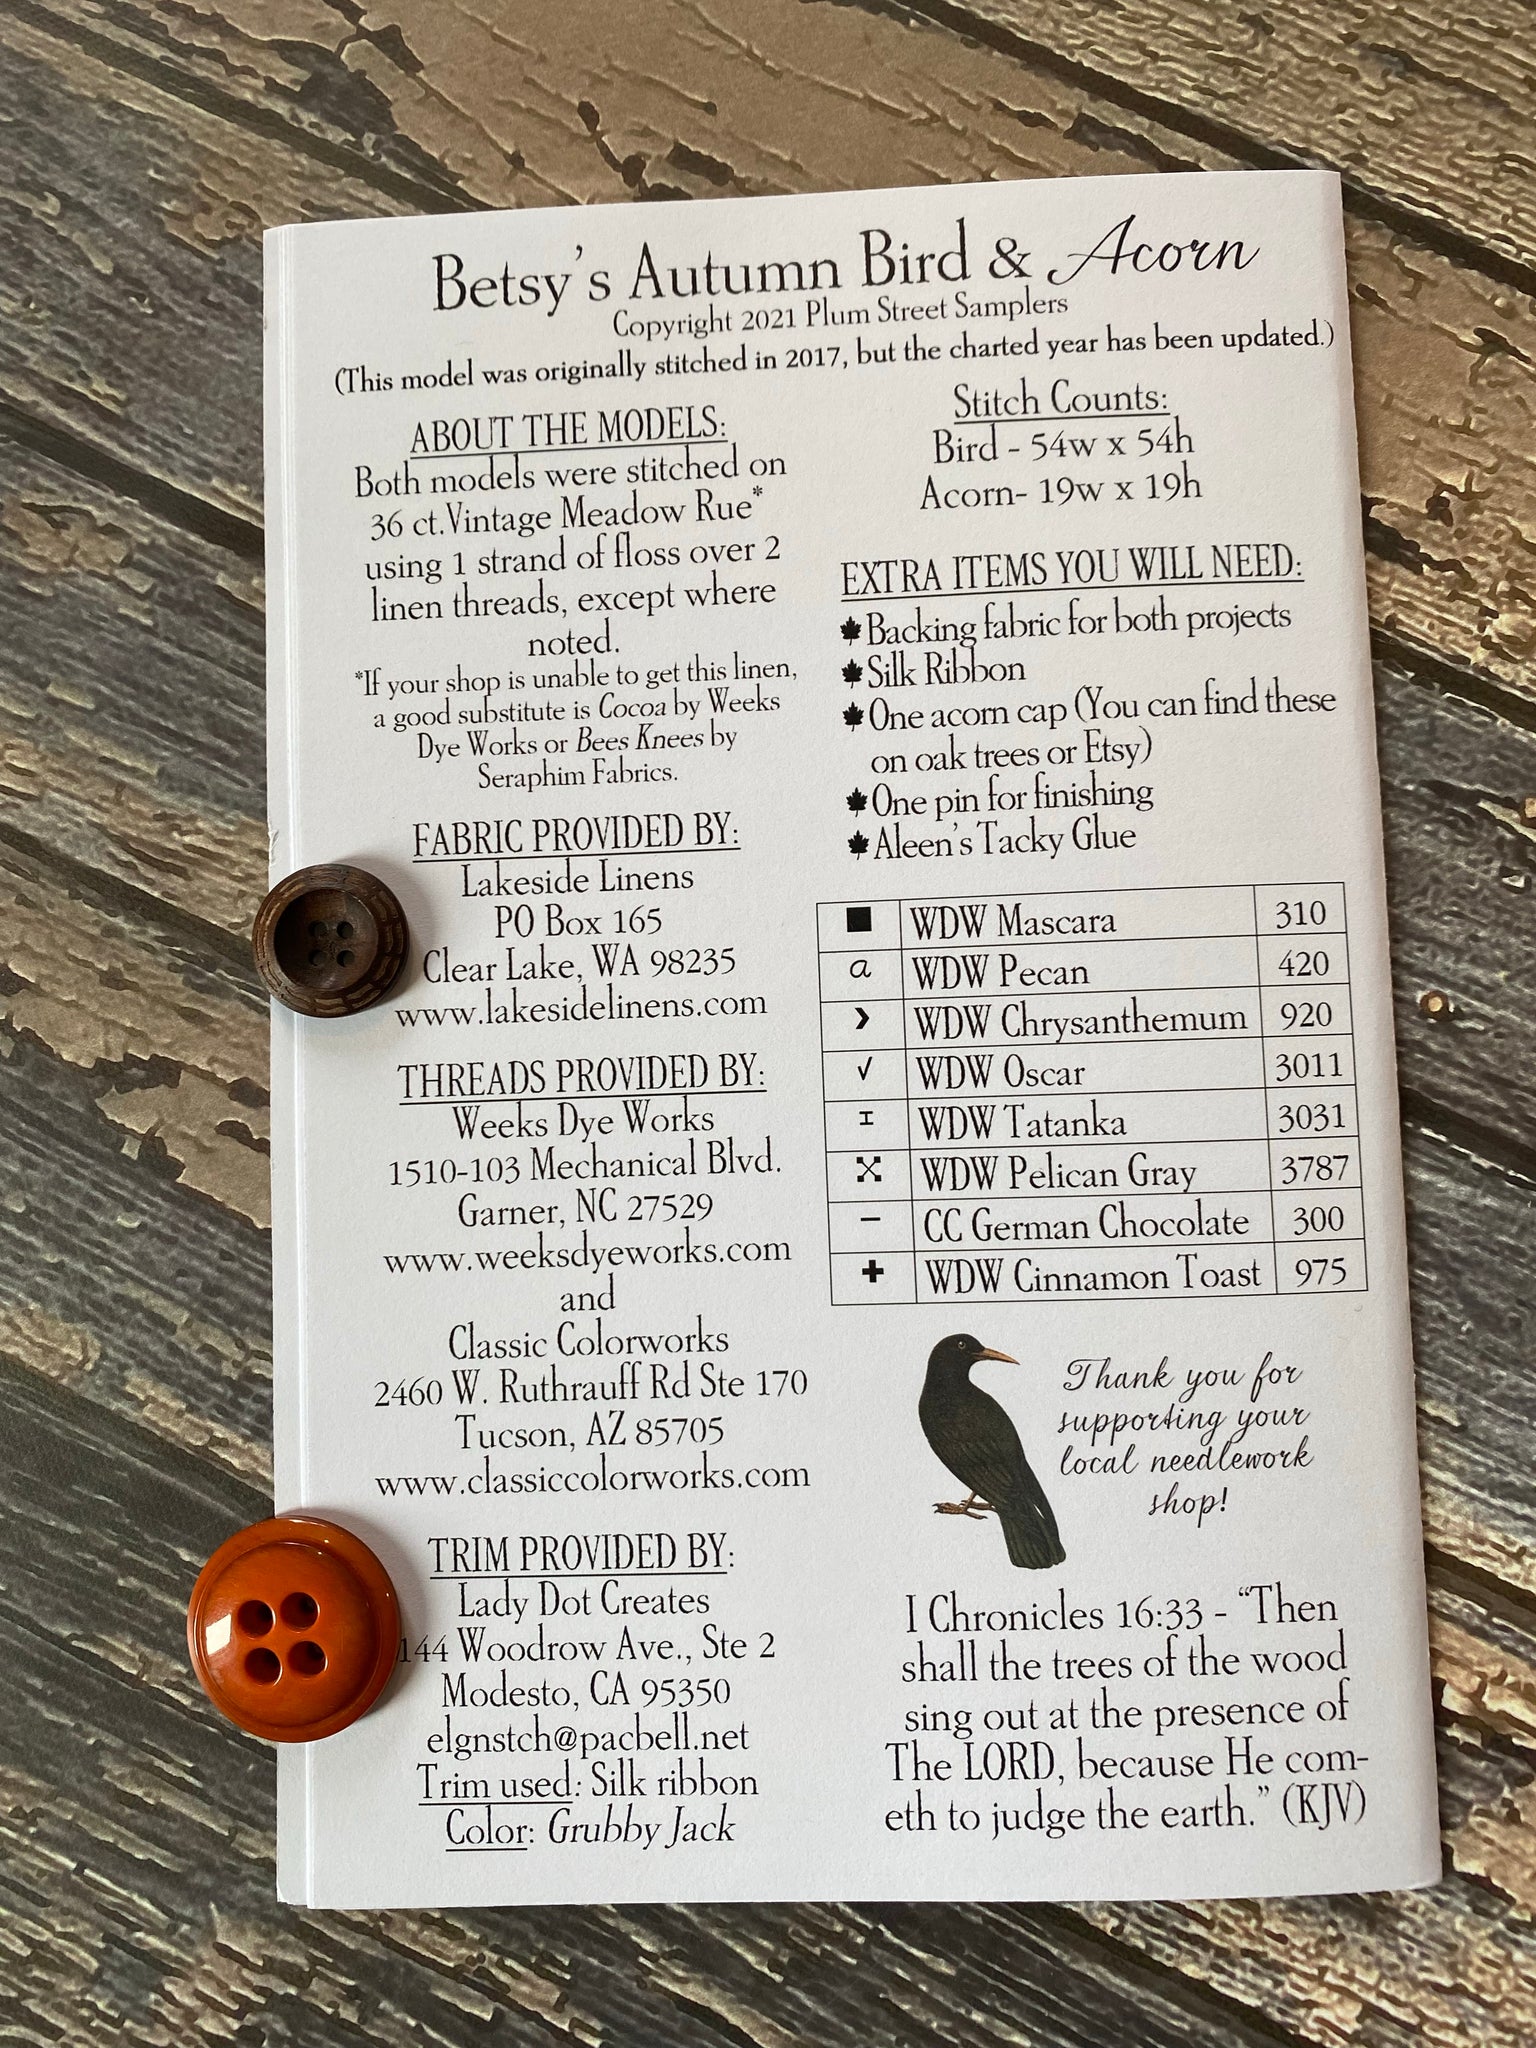 Betsy's Autumn Bird & Acorn
Copyright 2021 Plum Street Samplers
(This model was originally stitched in 2017, but the charted year has been updated.)
ABOUT THE MODELS:
Both models were stitched on
36 ct.Vintage Meadow Rue*
using 1 strand of floss over 2
linen threads, except where
noted.
*If your shop is unable to get this linen,
a good substitute is Cocoa by Weeks
Dye Works or Bees Knees by
Seraphim Fabrics.
FABRIC PROVIDED BY:
Lakeside Linens
PO Box 165
Clear Lake, WA 98235
www.lakesidelinens.com
THREADS PROVIDED BY:
Weeks Dye Works
1510-103 Mechanical Blvd.
Garner, NC 27529
www.weeksdyeworks.com
and
Classic Colorworks
2460 W. Ruthrauff Rd Ste 170
Tucson, AZ 85705
www.classiccolorworks.com
TRIM PROVIDED BY:
Lady Dot Creates
Woodrow Ave., Ste 2
Modesto, CA 95350
elgnstch@pacbell.net
Trim used: Silk ribbon
Color: Grubby Jack
Stitch Counts:
Bird - 54w x 54h
Acorn- 19w x 19h
EXTRA ITEMS YOU WILL NEED:
Backing fabric for both projects
Silk Ribbon
One acorn cap (You can find these
on oak trees or Etsy)
One pin for finishing
Aleen's Tacky Glue
■ WDW Mascara 310
a WDW Pecan 420
❯ WDW Chrysanthemum 920
✓ WDW Oscar 3011
I WDW Tatanka 3031
WDW Pelican Gray 3787
– CC German Chocolate 300
✚ WDW Cinnamon Toast 975
Thank you for
supporting your
local needlework
shop!
I Chronicles 16:33 - "Then
shall the trees of the wood
sing out at the presence of
The LORD, because He com-
eth to judge the earth." (KJV)